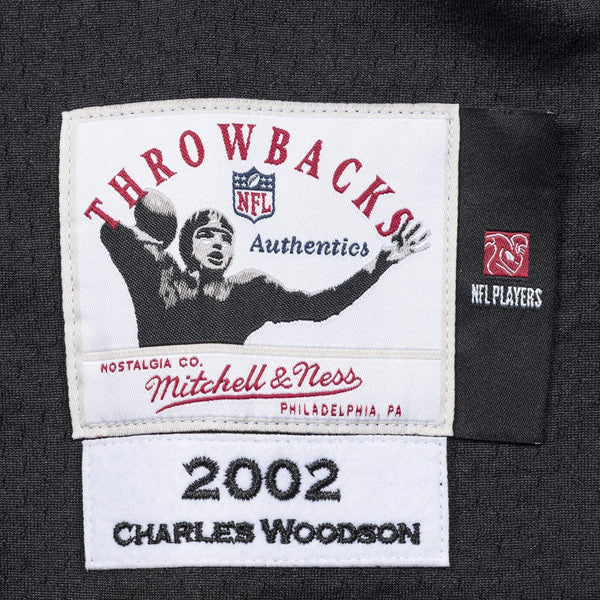 THROWBACKS
NFL
Authentics
NFL PLAYERS
NOSTALGIA CO.
Mitchell & Ness
PHILADELPHIA, PA
2002
CHARLES WOODSON